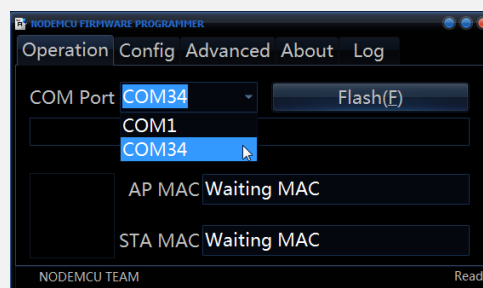 NODEMCU FIRMWARE PROGRAMMER
Operation Config Advanced About Log
COM Port COM34 Flash(F)
COM1
COM34
AP MAC Waiting MAC
STA MAC Waiting MAC
NODEMCU TEAM Read